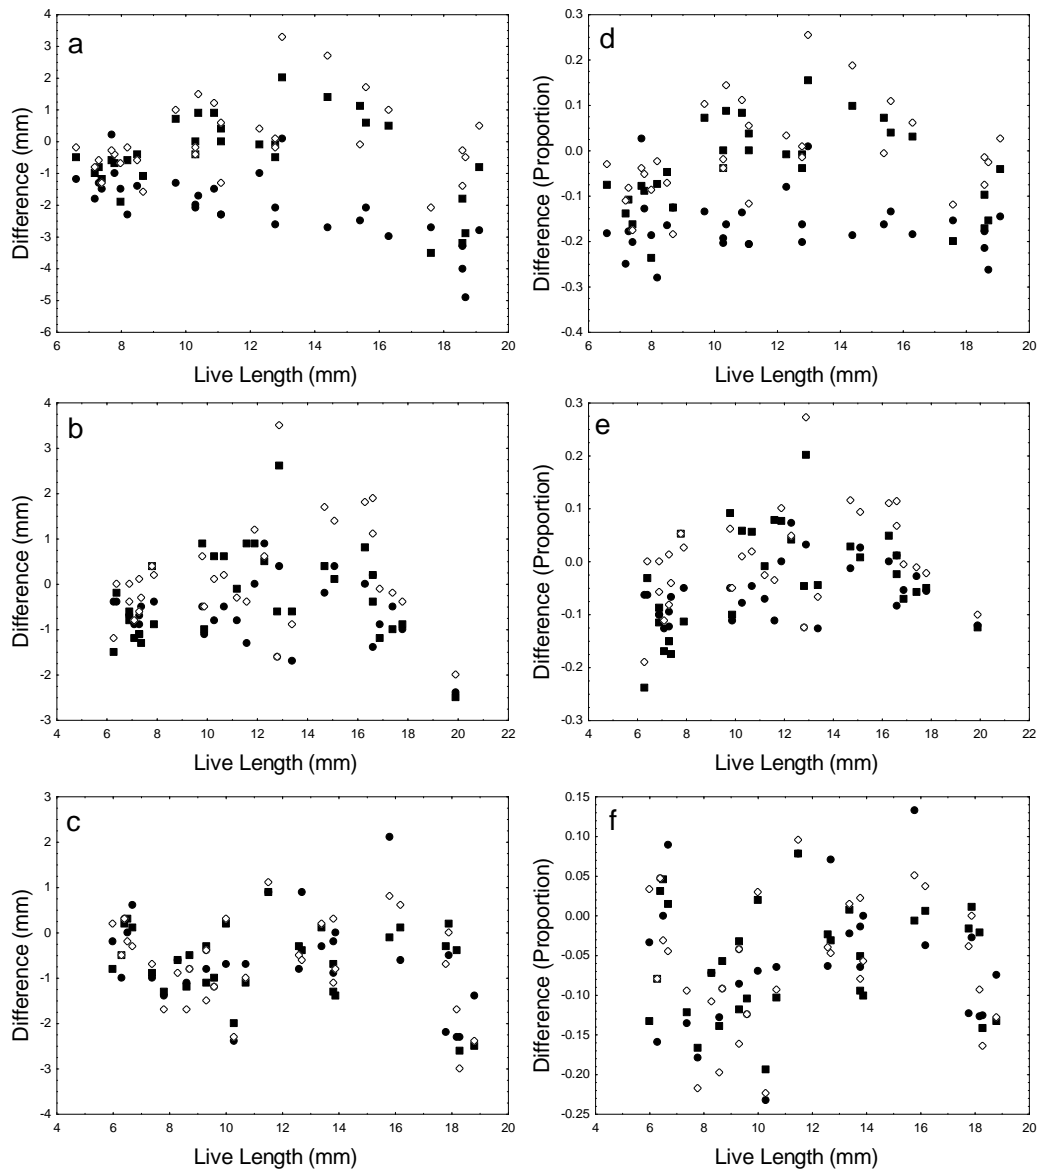 a
4
3
2
1
0
-1
-2
-3
-4
-5
-6
Difference (mm)
6 8 10 12 14 16 18 20
Live Length (mm)
d
0.3
0.2
0.1
0.0
-0.1
-0.2
-0.3
-0.4
Difference (Proportion)
6 8 10 12 14 16 18 20
Live Length (mm)
b
4
3
2
1
0
-1
-2
-3
Difference (mm)
4 6 8 10 12 14 16 18 20 22
Live Length (mm)
e
0.3
0.2
0.1
0.0
-0.1
-0.2
-0.3
Difference (Proportion)
4 6 8 10 12 14 16 18 20 22
Live Length (mm)
c
3
2
1
0
-1
-2
-3
-4
Difference (mm)
4 6 8 10 12 14 16 18 20
Live Length (mm)
f
0.15
0.10
0.05
0.00
-0.05
-0.10
-0.15
-0.20
-0.25
Difference (Proportion)
4 6 8 10 12 14 16 18 20
Live Length (mm)